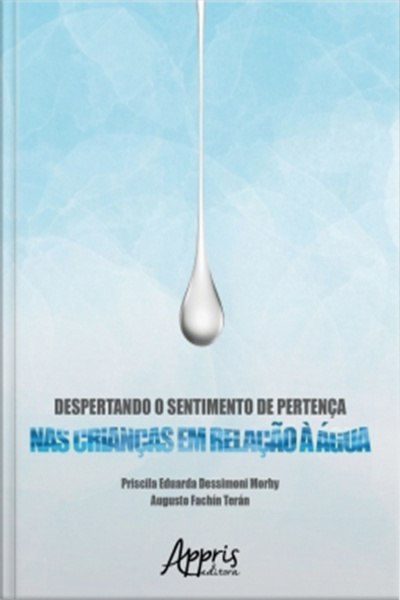 DESPERTANDO O SENTIMENTO DE PERTENÇA
NAS CRIANÇAS EM RELAÇÃO À ÁGUA
Priscila Eduarda Dessimoni Morhy
Augusto Fachín Terán
Appris
editora